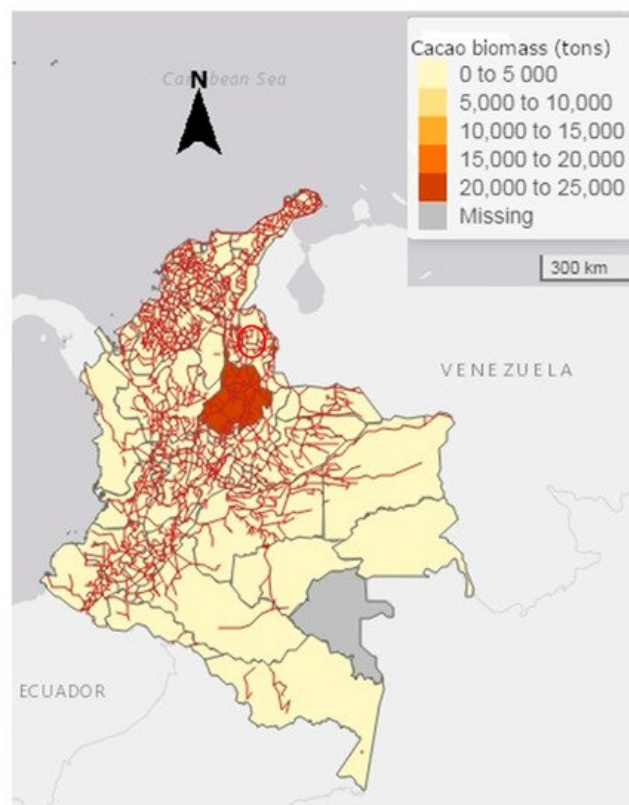 Cacao biomass (tons)
0 to 5 000
5,000 to 10,000
10,000 to 15,000
15,000 to 20,000
20,000 to 25,000
Missing
Caribbean Sea
N
300 km
VENEZUELA
ECUADOR